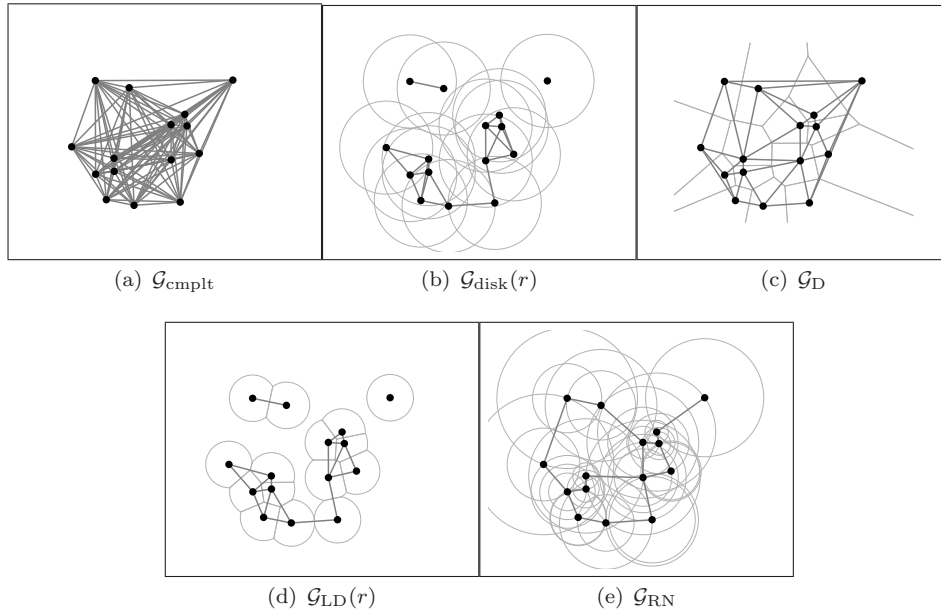 (a) 𝒢cmplt
(b) 𝒢disk(r)
(c) 𝒢D
(d) 𝒢LD(r)
(e) 𝒢RN